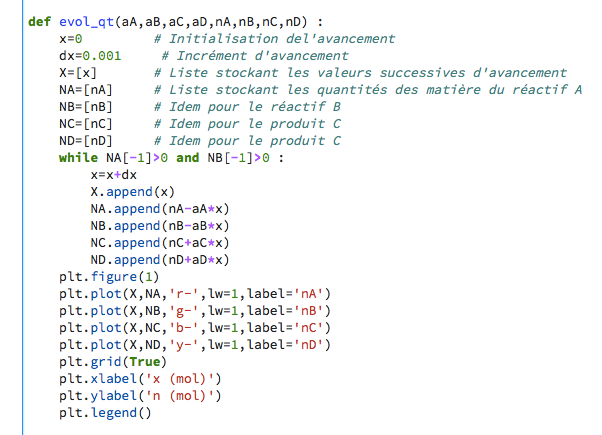 def evol_qt(aA,aB,aC,aD,nA,nB,nC,nD) :
    x=0         # Initialisation del'avancement
    dx=0.001     # Incrément d'avancement
    X=[x]       # Liste stockant les valeurs successives d'avancement
    NA=[nA]     # Liste stockant les quantités des matière du réactif A
    NB=[nB]     # Idem pour le réactif B
    NC=[nC]     # Idem pour le produit C
    ND=[nD]     # Idem pour le produit C
    while NA[-1]>0 and NB[-1]>0 :
        x=x+dx
        X.append(x)
        NA.append(nA-aA*x)
        NB.append(nB-aB*x)
        NC.append(nC+aC*x)
        ND.append(nD+aD*x)
    plt.figure(1)
    plt.plot(X,NA,'r-',lw=1,label='nA')
    plt.plot(X,NB,'g-',lw=1,label='nB')
    plt.plot(X,NC,'b-',lw=1,label='nC')
    plt.plot(X,ND,'y-',lw=1,label='nD')
    plt.grid(True)
    plt.xlabel('x (mol)')
    plt.ylabel('n (mol)')
    plt.legend()